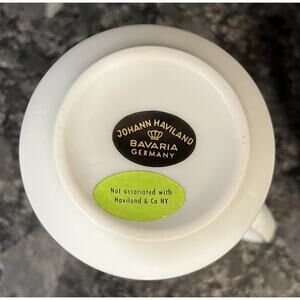 JOHANN HAVILAND
BAVARIA
GERMANY
Not associated with
Haviland & Co NY